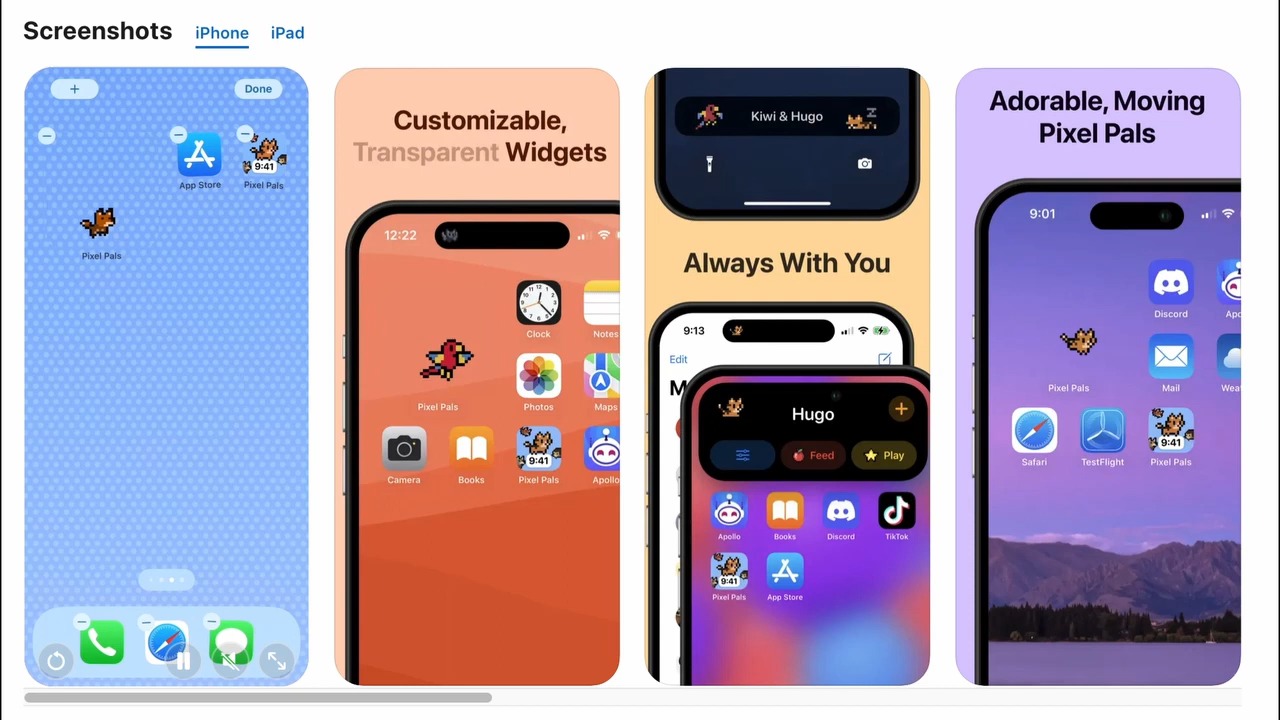 Screenshots iPhone iPad
+ Done
App Store
9:41
Pixel Pals
Pixel Pals
Customizable,
Transparent Widgets
12:22
Clock
Notes
Pixel Pals
Photos
Maps
9:41
Camera
Books
Pixel Pals
Apollo
Kiwi & Hugo
Z
Always With You
9:13
Edit
M
Hugo
+
Feed
Play
Apollo
Books
Discord
TikTok
9:41
Pixel Pals
App Store
Adorable, Moving
Pixel Pals
9:01
Discord
Apo
Pixel Pals
Mail
Wea
9:41
Safari
TestFlight
Pixel Pals